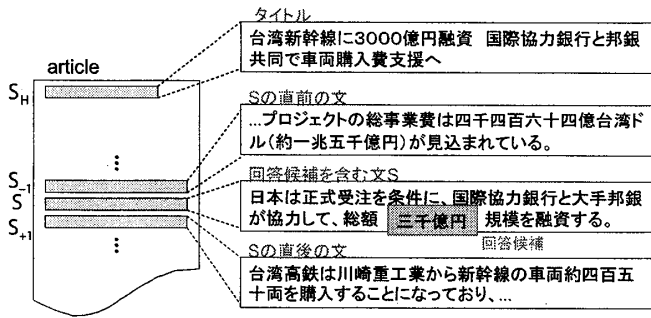 タイトル
台湾新幹線に3000億円融資 国際協力銀行と邦銀
共同で車両購入費支援へ
article
S_H
Sの直前の文
…プロジェクトの総事業費は四千四百六十四億台湾ド
ル(約一兆五千億円)が見込まれている。
S_-1
回答候補を含む文S
S
日本は正式受注を条件に、国際協力銀行と大手邦銀
が協力して、総額 三千億円 規模を融資する。
S_+1
回答候補
Sの直後の文
台湾高鉄は川崎重工業から新幹線の車両約四百五
十両を購入することになっており、…